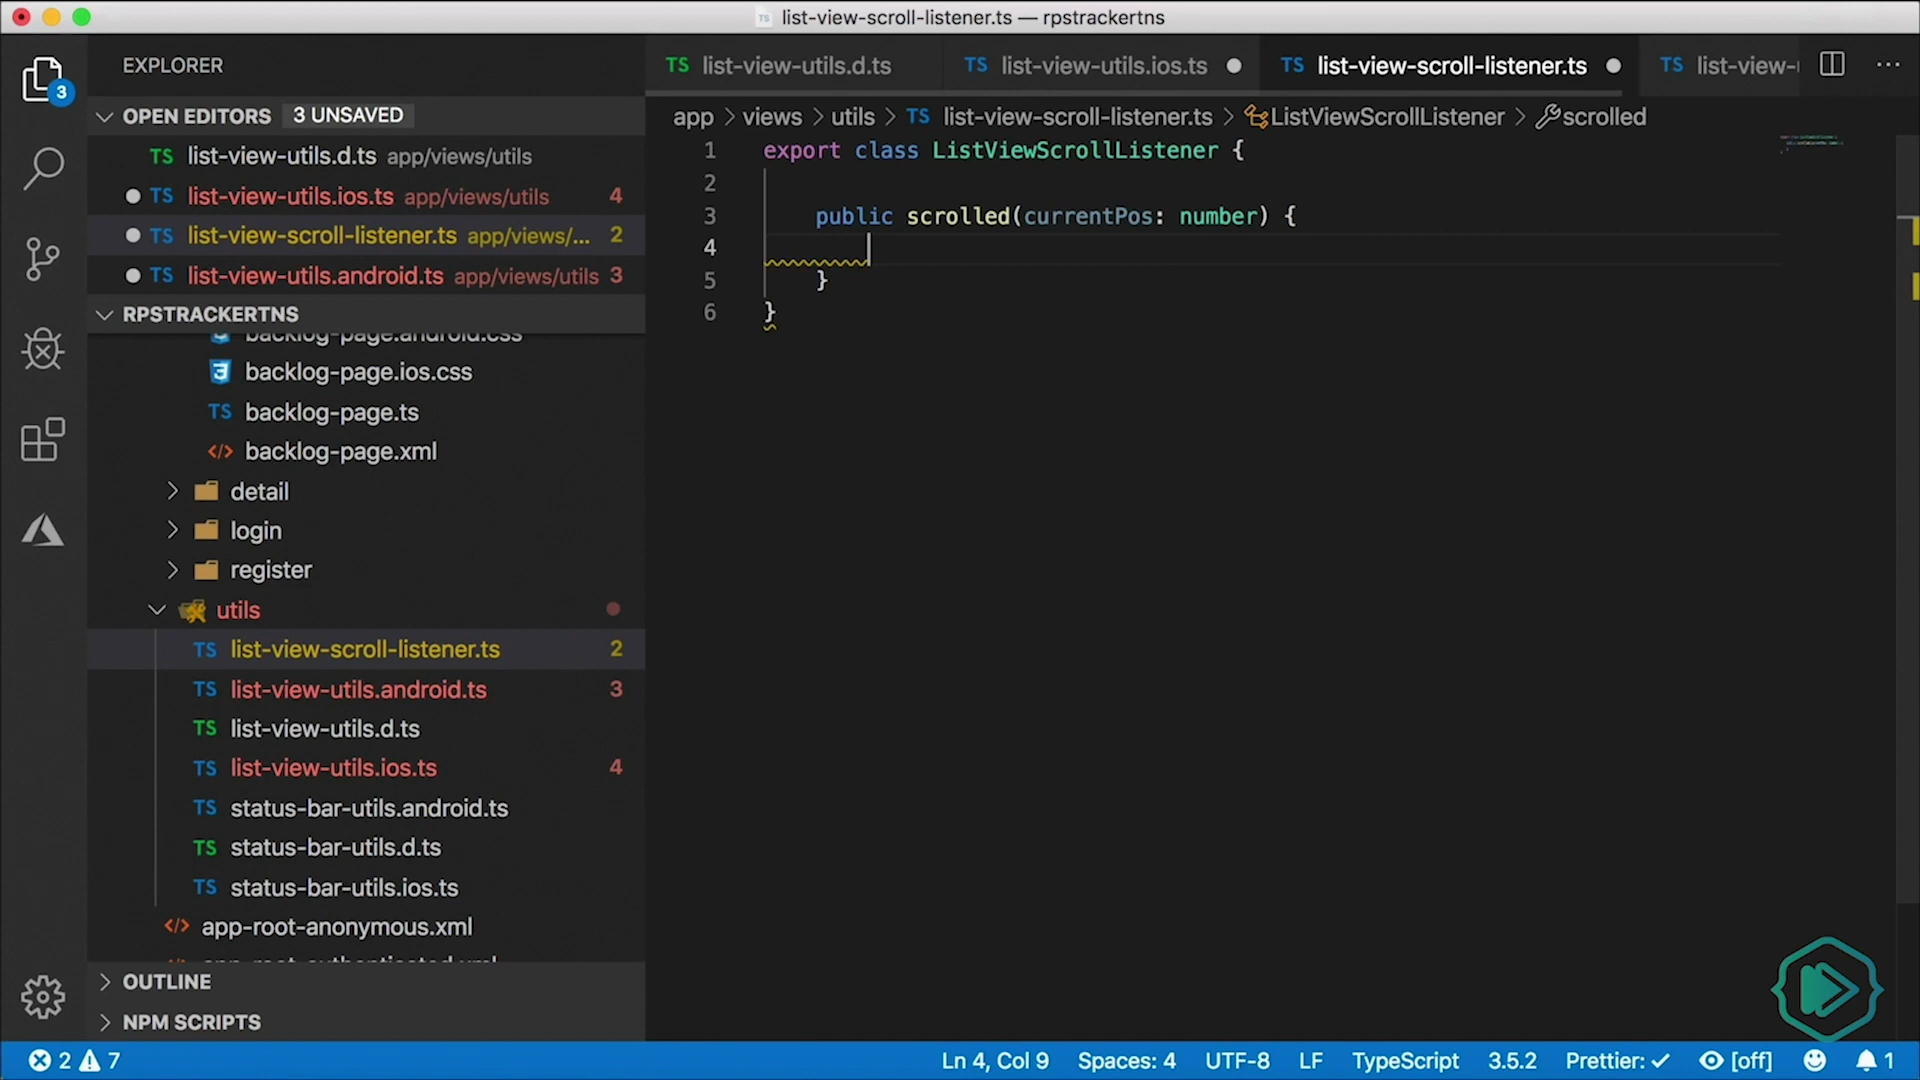 list-view-scroll-listener.ts — rpstrackertns
EXPLORER
OPEN EDITORS 3 UNSAVED
TS list-view-utils.d.ts app/views/utils
TS list-view-utils.ios.ts app/views/utils 4
TS list-view-scroll-listener.ts app/views/... 2
TS list-view-utils.android.ts app/views/utils 3
RPSTRACKERTNS
backlog-page.android.css
backlog-page.ios.css
TS backlog-page.ts
</> backlog-page.xml
detail
login
register
utils
TS list-view-scroll-listener.ts 2
TS list-view-utils.android.ts 3
TS list-view-utils.d.ts
TS list-view-utils.ios.ts 4
TS status-bar-utils.android.ts
TS status-bar-utils.d.ts
TS status-bar-utils.ios.ts
</> app-root-anonymous.xml
app-root-authenticated.xml
OUTLINE
NPM SCRIPTS
3
TS list-view-utils.d.ts TS list-view-utils.ios.ts TS list-view-scroll-listener.ts TS list-view-
app > views > utils > TS list-view-scroll-listener.ts > ListViewScrollListener > scrolled
1 export class ListViewScrollListener {
2
3 public scrolled(currentPos: number) {
4
5 }
6 }
2 7 Ln 4, Col 9 Spaces: 4 UTF-8 LF TypeScript 3.5.2 Prettier: ✓ [off] 1